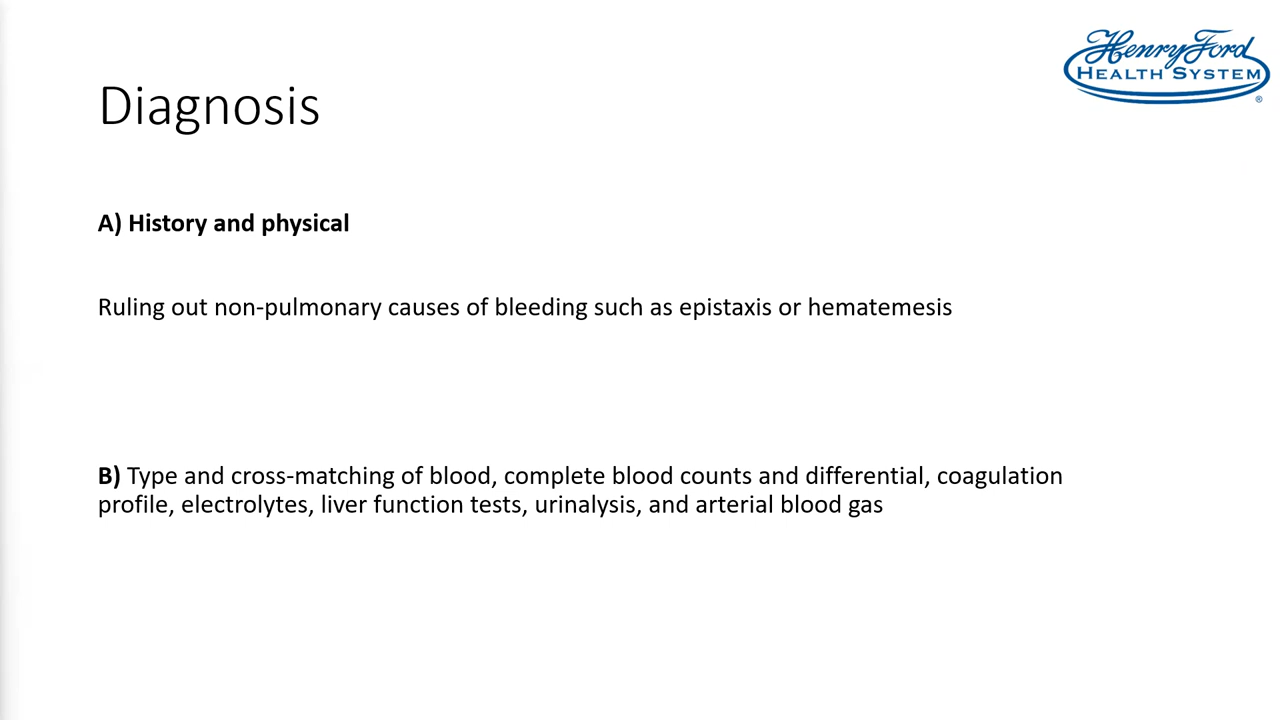 Henry Ford
HEALTH SYSTEM
®
Diagnosis
A) History and physical
Ruling out non-pulmonary causes of bleeding such as epistaxis or hematemesis
B) Type and cross-matching of blood, complete blood counts and differential, coagulation
profile, electrolytes, liver function tests, urinalysis, and arterial blood gas